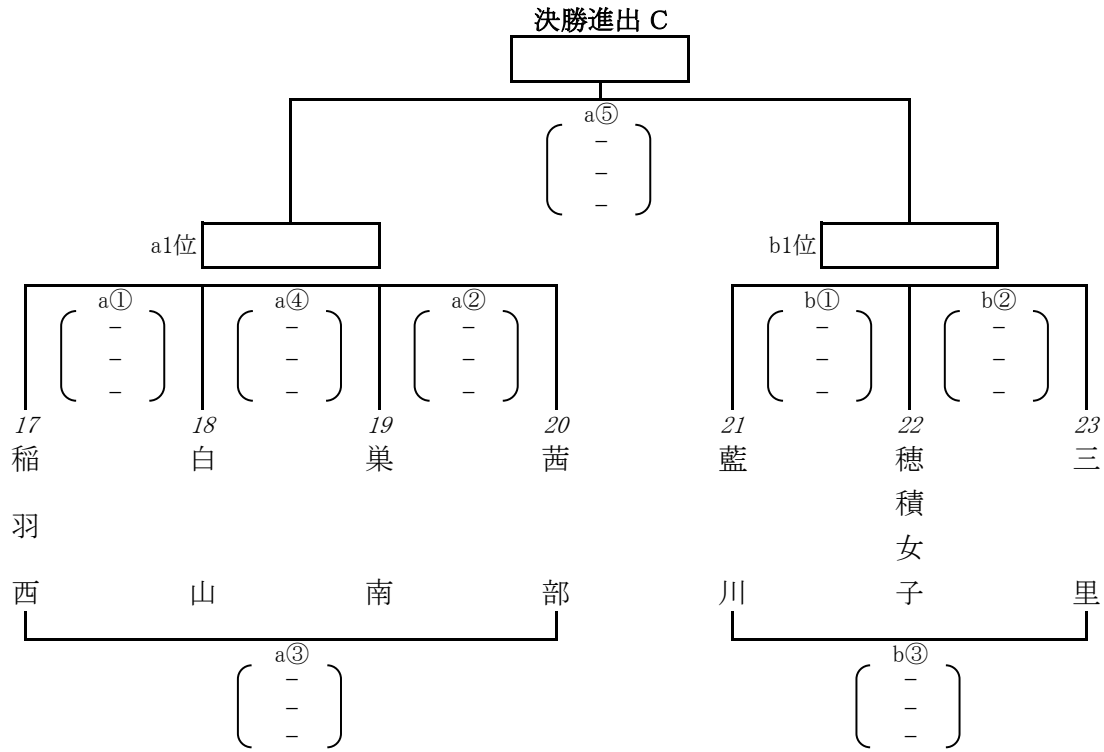 決勝進出 C
a⑤
−
−
−
a1位
b1位
a① a④ a② b① b②
− − − − −
− − − − −
− − − − −
17 18 19 20 21 22 23
稲羽西
白山
巣南
茜部
藍川
穂積女子
三里
a③ b③
− −
− −
− −